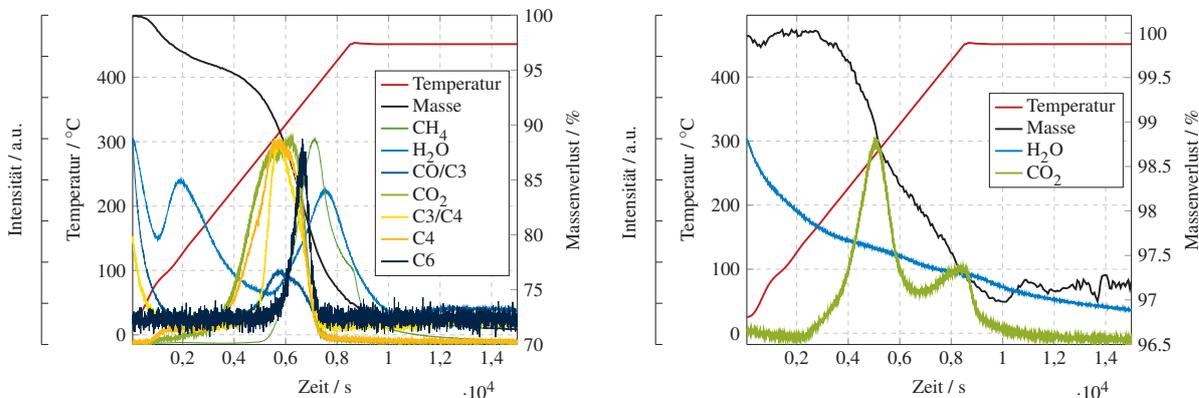 Intensität / a.u.
Temperatur / °C
400
300
200
100
0
0,2 0,4 0,6 0,8 1 1,2 1,4
·10⁴
Zeit / s
100
95
90
85
80
75
70
Massenverlust / %
Temperatur
Masse
CH₄
H₂O
CO/C3
CO₂
C3/C4
C4
C6
Intensität / a.u.
Temperatur / °C
400
300
200
100
0
0,2 0,4 0,6 0,8 1 1,2 1,4
·10⁴
Zeit / s
100
99.5
99
98.5
98
97.5
97
96.5
Massenverlust / %
Temperatur
Masse
H₂O
CO₂